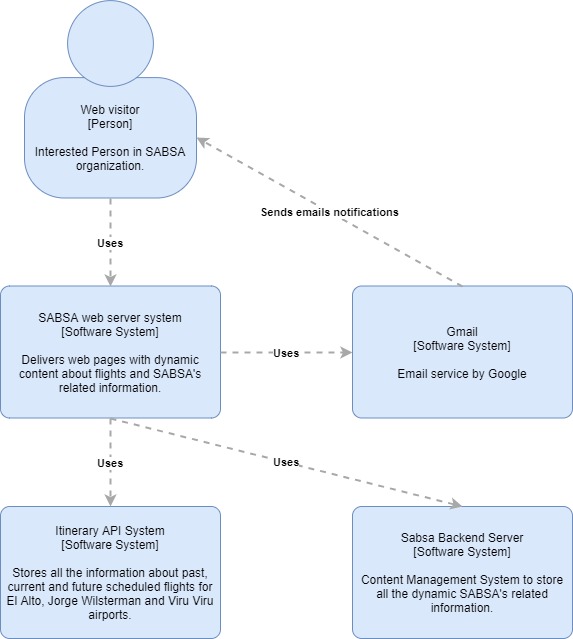 Web visitor
[Person]
Interested Person in SABSA
organization.
Sends emails notifications
Uses
SABSA web server system
[Software System]
Delivers web pages with dynamic
content about flights and SABSA's
related information.
Uses
Gmail
[Software System]
Email service by Google
Uses
Uses
Itinerary API System
[Software System]
Stores all the information about past,
current and future scheduled flights for
El Alto, Jorge Wilsterman and Viru Viru
airports.
Sabsa Backend Server
[Software System]
Content Management System to store
all the dynamic SABSA's related
information.